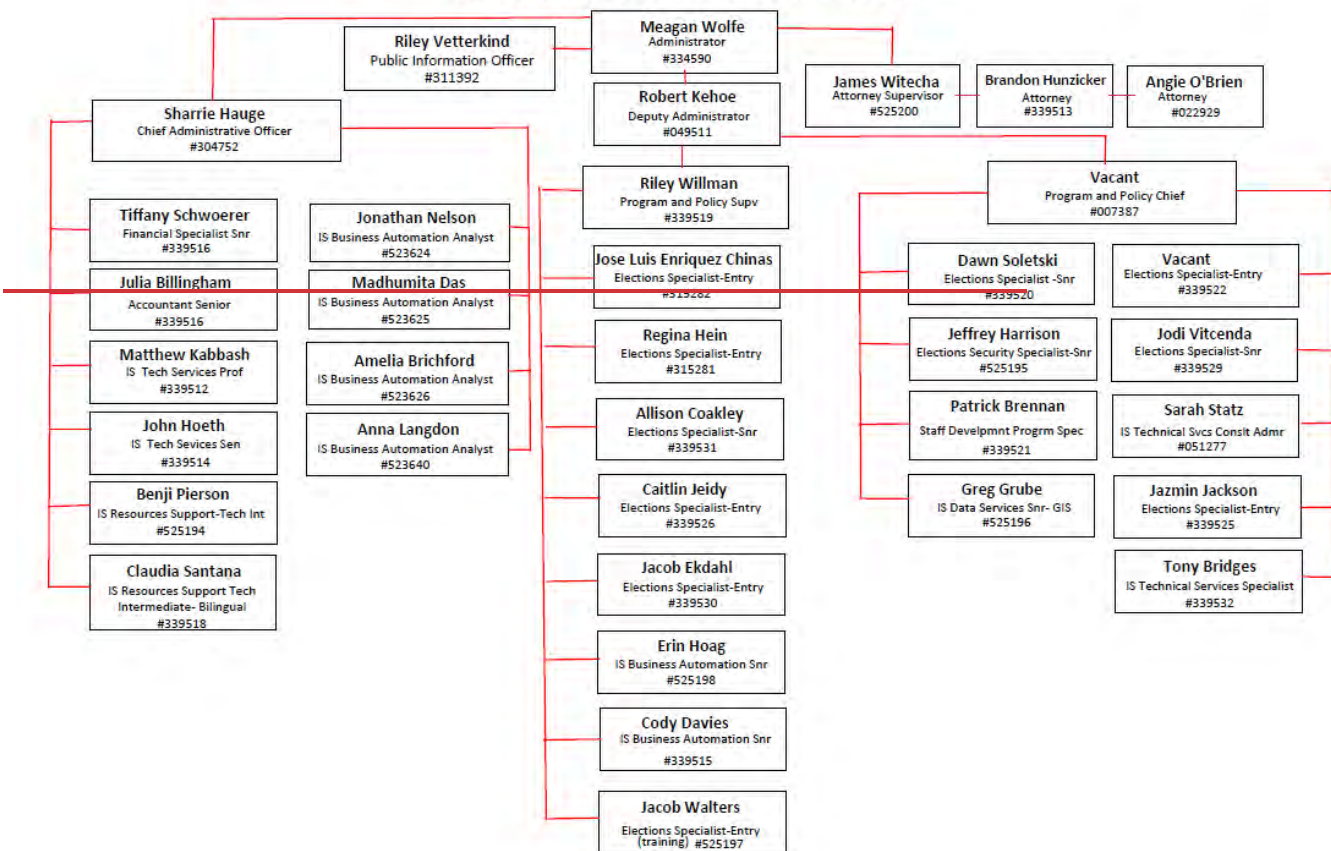 Meagan Wolfe
Administrator
#334590
Riley Vetterkind
Public Information Officer
#311392
James Witecha
Attorney Supervisor
#525200
Brandon Hunzicker
Attorney
#339513
Angie O'Brien
Attorney
#022929
Robert Kehoe
Deputy Administrator
#049511
Sharrie Hauge
Chief Administrative Officer
#304752
Tiffany Schwoerer
Financial Specialist Snr
#339516
Julia Billingham
Accountant Senior
#339516
Matthew Kabbash
IS Tech Services Prof
#339512
John Hoeth
IS Tech Sevices Sen
#339514
Benji Pierson
IS Resources Support-Tech Int
#525194
Claudia Santana
IS Resources Support Tech
Intermediate- Bilingual
#339518
Jonathan Nelson
IS Business Automation Analyst
#523624
Madhumita Das
IS Business Automation Analyst
#523625
Amelia Brichford
IS Business Automation Analyst
#523626
Anna Langdon
IS Business Automation Analyst
#523640
Riley Willman
Program and Policy Supv
#339519
Jose Luis Enriquez Chinas
Elections Specialist-Entry
#315282
Regina Hein
Elections Specialist-Entry
#315281
Allison Coakley
Elections Specialist-Snr
#339531
Caitlin Jeidy
Elections Specialist-Entry
#339526
Jacob Ekdahl
Elections Specialist-Entry
#339530
Erin Hoag
IS Business Automation Snr
#525198
Cody Davies
IS Business Automation Snr
#339515
Jacob Walters
Elections Specialist-Entry
(training) #525197
Vacant
Program and Policy Chief
#007387
Dawn Soletski
Elections Specialist -Snr
#339520
Jeffrey Harrison
Elections Security Specialist-Snr
#525195
Patrick Brennan
Staff Develpmnt Progrm Spec
#339521
Greg Grube
IS Data Services Snr- GIS
#525196
Vacant
Elections Specialist-Entry
#339522
Jodi Vitcenda
Elections Specialist-Snr
#339529
Sarah Statz
IS Technical Svcs Conslt Admr
#051277
Jazmin Jackson
Elections Specialist-Entry
#339525
Tony Bridges
IS Technical Services Specialist
#339532